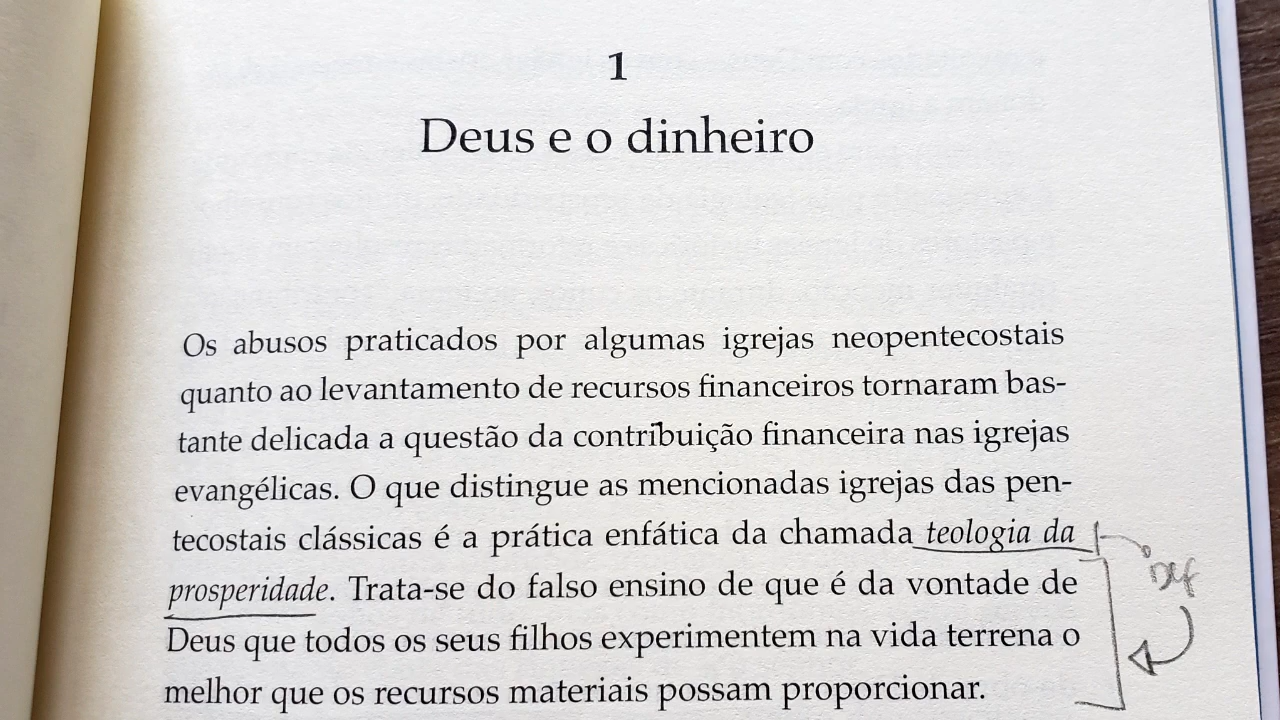 1
Deus e o dinheiro
Os abusos praticados por algumas igrejas neopentecostais
quanto ao levantamento de recursos financeiros tornaram bas-
tante delicada a questão da contribuição financeira nas igrejas
evangélicas. O que distingue as mencionadas igrejas das pen-
tecostais clássicas é a prática enfática da chamada teologia da
prosperidade. Trata-se do falso ensino de que é da vontade de
Def
Deus que todos os seus filhos experimentem na vida terrena o
melhor que os recursos materiais possam proporcionar.